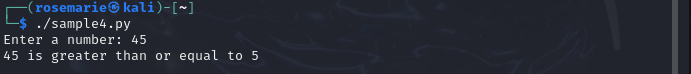 ┌──(rosemarie㉿kali)-[~]
└─$ ./sample4.py
Enter a number: 45
45 is greater than or equal to 5